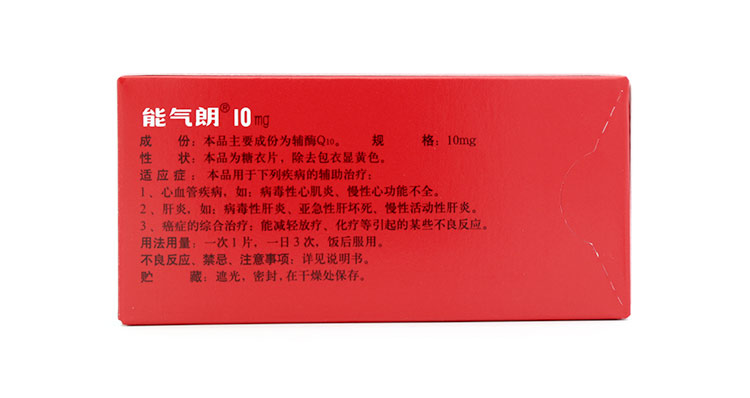 能气朗® 10mg
成 份：本品主要成份为辅酶Q10。 规 格：10mg
性 状：本品为糖衣片，除去包衣显黄色。
适应症：本品用于下列疾病的辅助治疗：
1、心血管疾病，如：病毒性心肌炎、慢性心功能不全。
2、肝炎，如：病毒性肝炎、亚急性肝坏死、慢性活动性肝炎。
3、癌症的综合治疗：能减轻放疗、化疗等引起的某些不良反应。
用法用量：一次1片，一日3次，饭后服用。
不良反应、禁忌、注意事项：详见说明书。
贮 藏：遮光，密封，在干燥处保存。